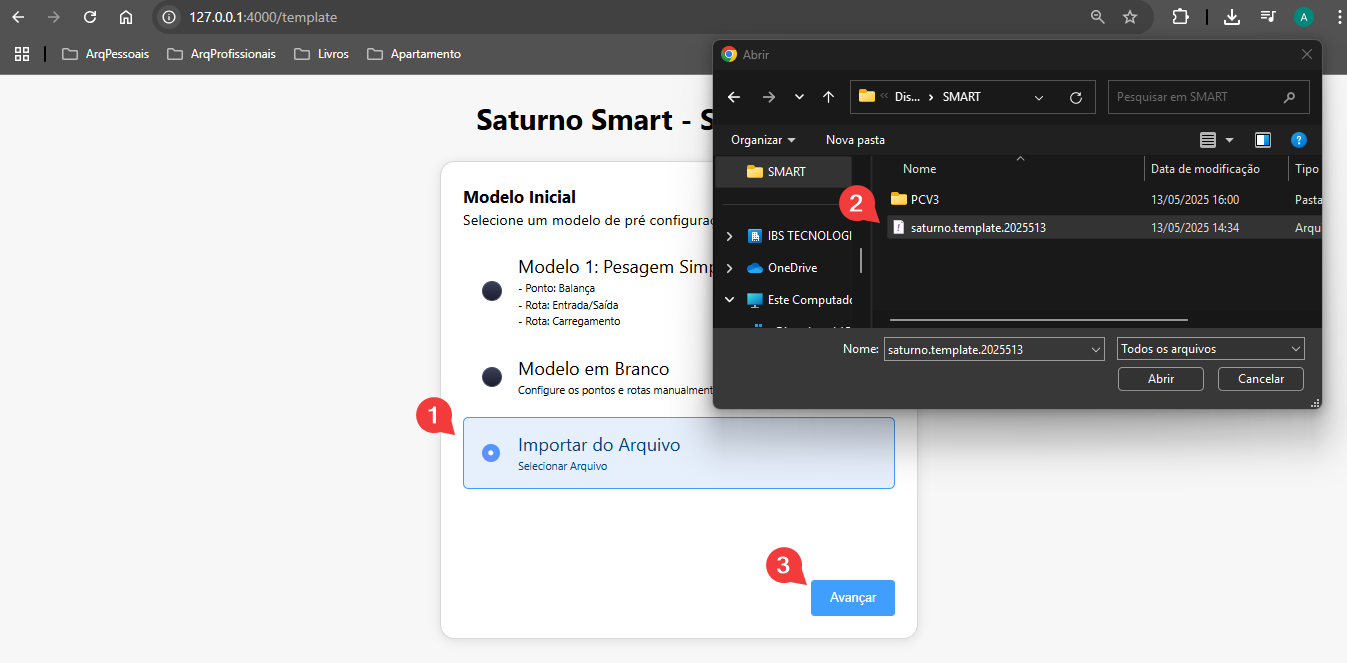 127.0.0.1:4000/template
A
ArqPessoais
ArqProfissionais
Livros
Apartamento
Saturno Smart - S
Modelo Inicial
Selecione um modelo de pré configuraç
Modelo 1: Pesagem Simp
- Ponto: Balança
- Rota: Entrada/Saída
- Rota: Carregamento
Modelo em Branco
Configure os pontos e rotas manualment
1
Importar do Arquivo
Selecionar Arquivo
3
Avançar
Abrir
Dis... > SMART
Pesquisar em SMART
Organizar
Nova pasta
?
SMART
Nome
Data de modificação
Tipo
2
PCV3
13/05/2025 16:00
Pasta
saturno.template.2025513
13/05/2025 14:34
Arqu
IBS TECNOLOGI
OneDrive
Este Computado
Nome:
saturno.template.2025513
Todos os arquivos
Abrir
Cancelar